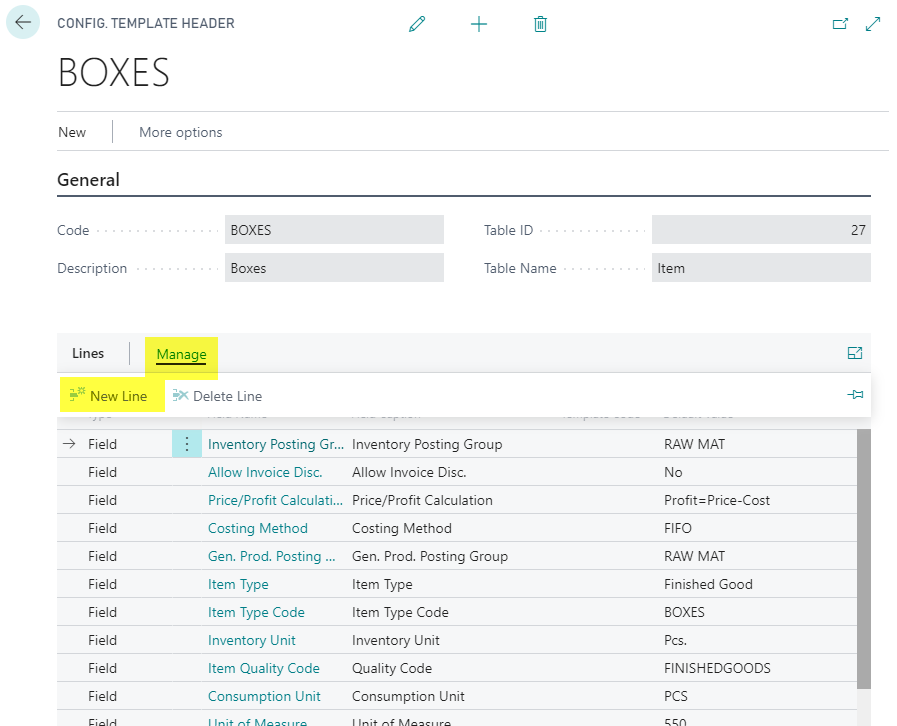 CONFIG. TEMPLATE HEADER
BOXES
New More options
General
Code BOXES Table ID 27
Description Boxes Table Name Item
Lines Manage
New Line Delete Line
Field Inventory Posting Gr... Inventory Posting Group RAW MAT
Field Allow Invoice Disc. Allow Invoice Disc. No
Field Price/Profit Calculati... Price/Profit Calculation Profit=Price-Cost
Field Costing Method Costing Method FIFO
Field Gen. Prod. Posting ... Gen. Prod. Posting Group RAW MAT
Field Item Type Item Type Finished Good
Field Item Type Code Item Type Code BOXES
Field Inventory Unit Inventory Unit Pcs.
Field Item Quality Code Quality Code FINISHEDGOODS
Field Consumption Unit Consumption Unit PCS
Field Unit of Measure Unit of Measure 550